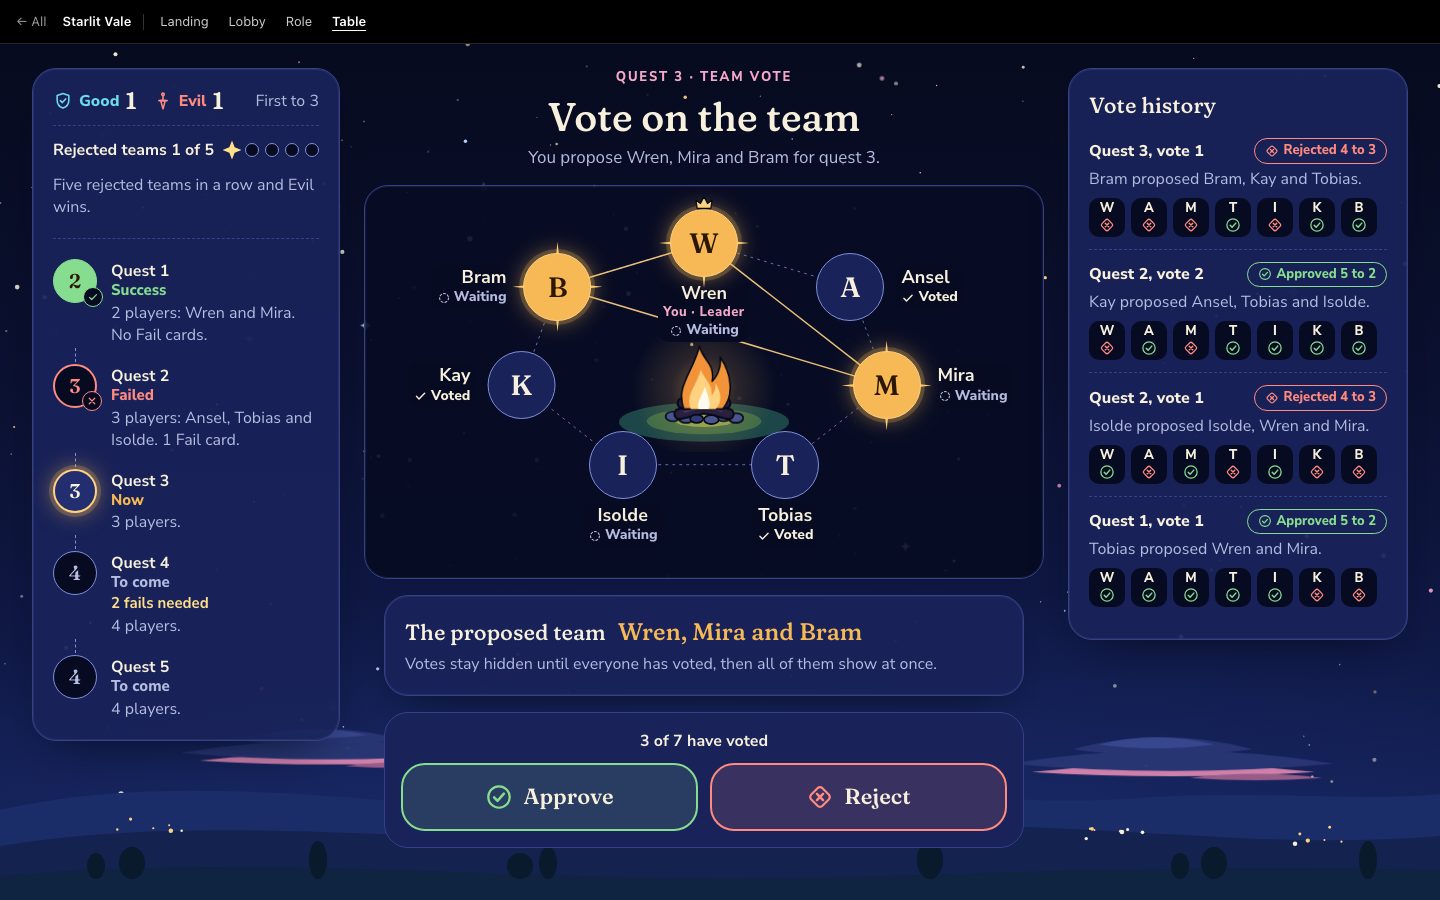 ← All Starlit Vale Landing Lobby Role Table
Good 1 Evil 1 First to 3
Rejected teams 1 of 5
Five rejected teams in a row and Evil
wins.
2
Quest 1
Success
2 players: Wren and Mira.
No Fail cards.
3
Quest 2
Failed
3 players: Ansel, Tobias and
Isolde. 1 Fail card.
3
Quest 3
Now
3 players.
4
Quest 4
To come
2 fails needed
4 players.
4
Quest 5
To come
4 players.
QUEST 3 · TEAM VOTE
Vote on the team
You propose Wren, Mira and Bram for quest 3.
W
Wren
You · Leader
Waiting
Bram
Waiting
B
A
Ansel
Voted
Kay
Voted
K
M
Mira
Waiting
I
Isolde
Waiting
T
Tobias
Voted
The proposed team Wren, Mira and Bram
Votes stay hidden until everyone has voted, then all of them show at once.
3 of 7 have voted
Approve
Reject
Vote history
Quest 3, vote 1 Rejected 4 to 3
Bram proposed Bram, Kay and Tobias.
W A M T I K B
Quest 2, vote 2 Approved 5 to 2
Kay proposed Ansel, Tobias and Isolde.
W A M T I K B
Quest 2, vote 1 Rejected 4 to 3
Isolde proposed Isolde, Wren and Mira.
W A M T I K B
Quest 1, vote 1 Approved 5 to 2
Tobias proposed Wren and Mira.
W A M T I K B